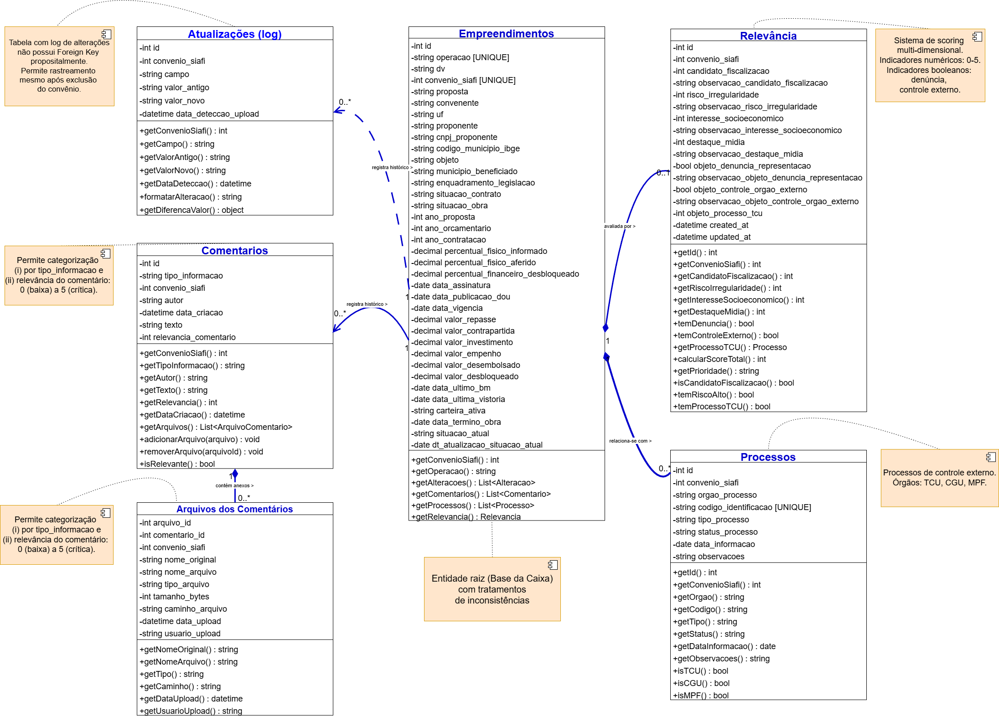 Tabela com log de alterações
não possui Foreign Key
propositalmente.
Permite rastreamento
mesmo após exclusão
do convênio.
Atualizações (log)
-int id
-int convenio_siafi
-string campo
-string valor_antigo
-string valor_novo
-datetime data_deteccao_upload
+getConvenioSiafi() : int
+getCampo() : string
+getValorAntigo() : string
+getValorNovo() : string
+getDataDeteccao() : datetime
+formatarAlteracao() : string
+getDiferencaValor() : object
0..*
registra histórico >
1
Permite categorização
(i) por tipo_informacao e
(ii) relevância do comentário:
0 (baixa) a 5 (crítica).
Comentarios
-int id
-string tipo_informacao
-int convenio_siafi
-string autor
-datetime data_criacao
-string texto
-int relevancia_comentario
+getConvenioSiafi() : int
+getTipoInformacao() : string
+getAutor() : string
+getTexto() : string
+getRelevancia() : int
+getDataCriacao() : datetime
+getArquivos() : List<ArquivoComentario>
+adicionarArquivo(arquivo) : void
+removerArquivo(arquivoId) : void
+isRelevante() : bool
registra histórico >
0..*
1
1
contém anexos >
0..*
Permite categorização
(i) por tipo_informacao e
(ii) relevância do comentário:
0 (baixa) a 5 (crítica).
Arquivos dos Comentários
-int arquivo_id
-int comentario_id
-int convenio_siafi
-string nome_original
-string nome_arquivo
-string tipo_arquivo
-int tamanho_bytes
-string caminho_arquivo
-datetime data_upload
-string usuario_upload
+getNomeOriginal() : string
+getNomeArquivo() : string
+getTipo() : string
+getCaminho() : string
+getDataUpload() : datetime
+getUsuarioUpload() : string
Empreendimentos
-int id
-string operacao [UNIQUE]
-string dv
-int convenio_siafi [UNIQUE]
-string proposta
-string convenente
-string uf
-string proponente
-string cnpj_proponente
-string codigo_municipio_ibge
-string objeto
-string municipio_beneficiado
-string enquadramento_legislacao
-string situacao_contrato
-string situacao_obra
-int ano_proposta
-int ano_orcamentario
-int ano_contratacao
-decimal percentual_fisico_informado
-decimal percentual_fisico_aferido
-decimal percentual_financeiro_desbloqueado
-date data_assinatura
-date data_publicacao_dou
-date data_vigencia
-decimal valor_repasse
-decimal valor_contrapartida
-decimal valor_investimento
-decimal valor_empenho
-decimal valor_desembolsado
-decimal valor_desbloqueado
-date data_ultimo_bm
-date data_ultima_vistoria
-string carteira_ativa
-date data_termino_obra
-string situacao_atual
-date dt_atualizacao_situacao_atual
+getConvenioSiafi() : int
+getOperacao() : string
+getAlteracoes() : List<Alteracao>
+getComentarios() : List<Comentario>
+getProcessos() : List<Processo>
+getRelevancia() : Relevancia
Entidade raiz (Base da Caixa)
com tratamentos
de inconsistências
0..1
avaliada por >
1
relaciona-se com >
0..*
Relevância
-int id
-int convenio_siafi
-int candidato_fiscalizacao
-string observacao_candidato_fiscalizacao
-int risco_irregularidade
-string observacao_risco_irregularidade
-int interesse_socioeconomico
-string observacao_interesse_socioeconomico
-int destaque_midia
-string observacao_destaque_midia
-bool objeto_denuncia_representacao
-string observacao_objeto_denuncia_representacao
-bool objeto_controle_orgao_externo
-string observacao_objeto_controle_orgao_externo
-int objeto_processo_tcu
-datetime created_at
-datetime updated_at
+getId() : int
+getConvenioSiafi() : int
+getCandidatoFiscalizacao() : int
+getRiscoIrregularidade() : int
+getInteresseSocioeconomico() : int
+getDestaqueMidia() : int
+temDenuncia() : bool
+temControleExterno() : bool
+getProcessoTCU() : Processo
+calcularScoreTotal() : int
+getPrioridade() : string
+isCandidatoFiscalizacao() : bool
+temRiscoAlto() : bool
+temProcessoTCU() : bool
Sistema de scoring
multi-dimensional.
Indicadores numéricos: 0-5.
Indicadores booleanos:
denúncia,
controle externo.
Processos
-int id
-int convenio_siafi
-string orgao_processo
-string codigo_identificacao [UNIQUE]
-string tipo_processo
-string status_processo
-date data_informacao
-string observacoes
+getId() : int
+getConvenioSiafi() : int
+getOrgao() : string
+getCodigo() : string
+getTipo() : string
+getStatus() : string
+getDataInformacao() : date
+getObservacoes() : string
+isTCU() : bool
+isCGU() : bool
+isMPF() : bool
Processos de controle externo.
Órgãos: TCU, CGU, MPF.